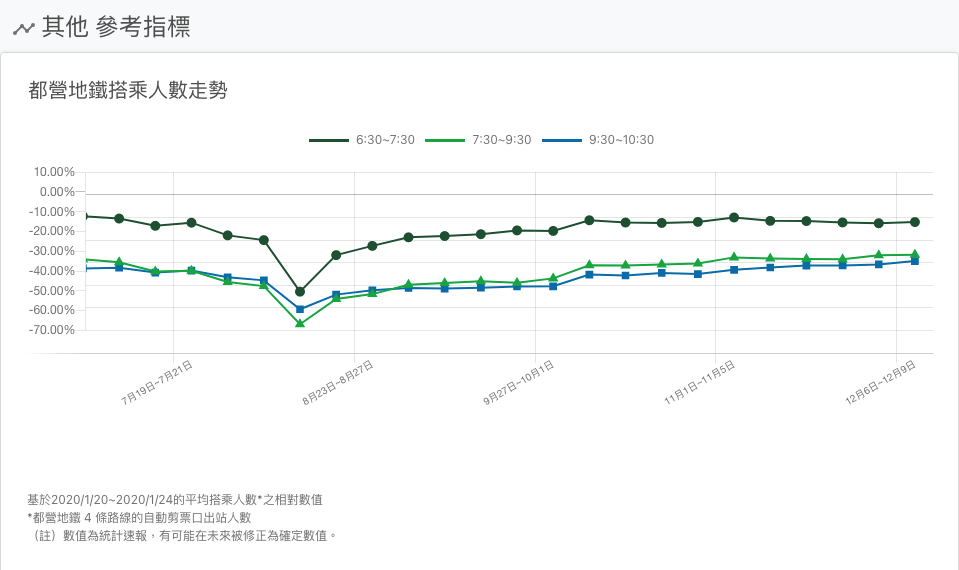 其他 參考指標
都營地鐵搭乘人數走勢
6:30~7:30 7:30~9:30 9:30~10:30
10.00%
0.00%
-10.00%
-20.00%
-30.00%
-40.00%
-50.00%
-60.00%
-70.00%
7月19日~7月21日
8月23日~8月27日
9月27日~10月1日
11月1日~11月5日
12月6日~12月9日
基於2020/1/20~2020/1/24的平均搭乘人數*之相對數值
*都營地鐵 4 條路線的自動剪票口出站人數
（註）數值為統計速報，有可能在未來被修正為確定數值。